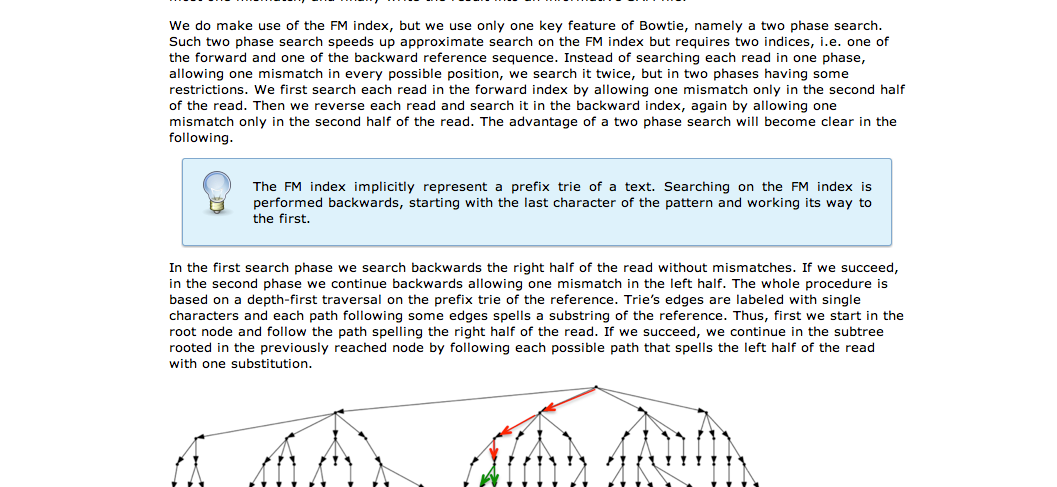 We do make use of the FM index, but we use only one key feature of Bowtie, namely a two phase search.
Such two phase search speeds up approximate search on the FM index but requires two indices, i.e. one of
the forward and one of the backward reference sequence. Instead of searching each read in one phase,
allowing one mismatch in every possible position, we search it twice, but in two phases having some
restrictions. We first search each read in the forward index by allowing one mismatch only in the second half
of the read. Then we reverse each read and search it in the backward index, again by allowing one
mismatch only in the second half of the read. The advantage of a two phase search will become clear in the
following.
The FM index implicitly represent a prefix trie of a text. Searching on the FM index is
performed backwards, starting with the last character of the pattern and working its way to
the first.
In the first search phase we search backwards the right half of the read without mismatches. If we succeed,
in the second phase we continue backwards allowing one mismatch in the left half. The whole procedure is
based on a depth-first traversal on the prefix trie of the reference. Trie’s edges are labeled with single
characters and each path following some edges spells a substring of the reference. Thus, first we start in the
root node and follow the path spelling the right half of the read. If we succeed, we continue in the subtree
rooted in the previously reached node by following each possible path that spells the left half of the read
with one substitution.